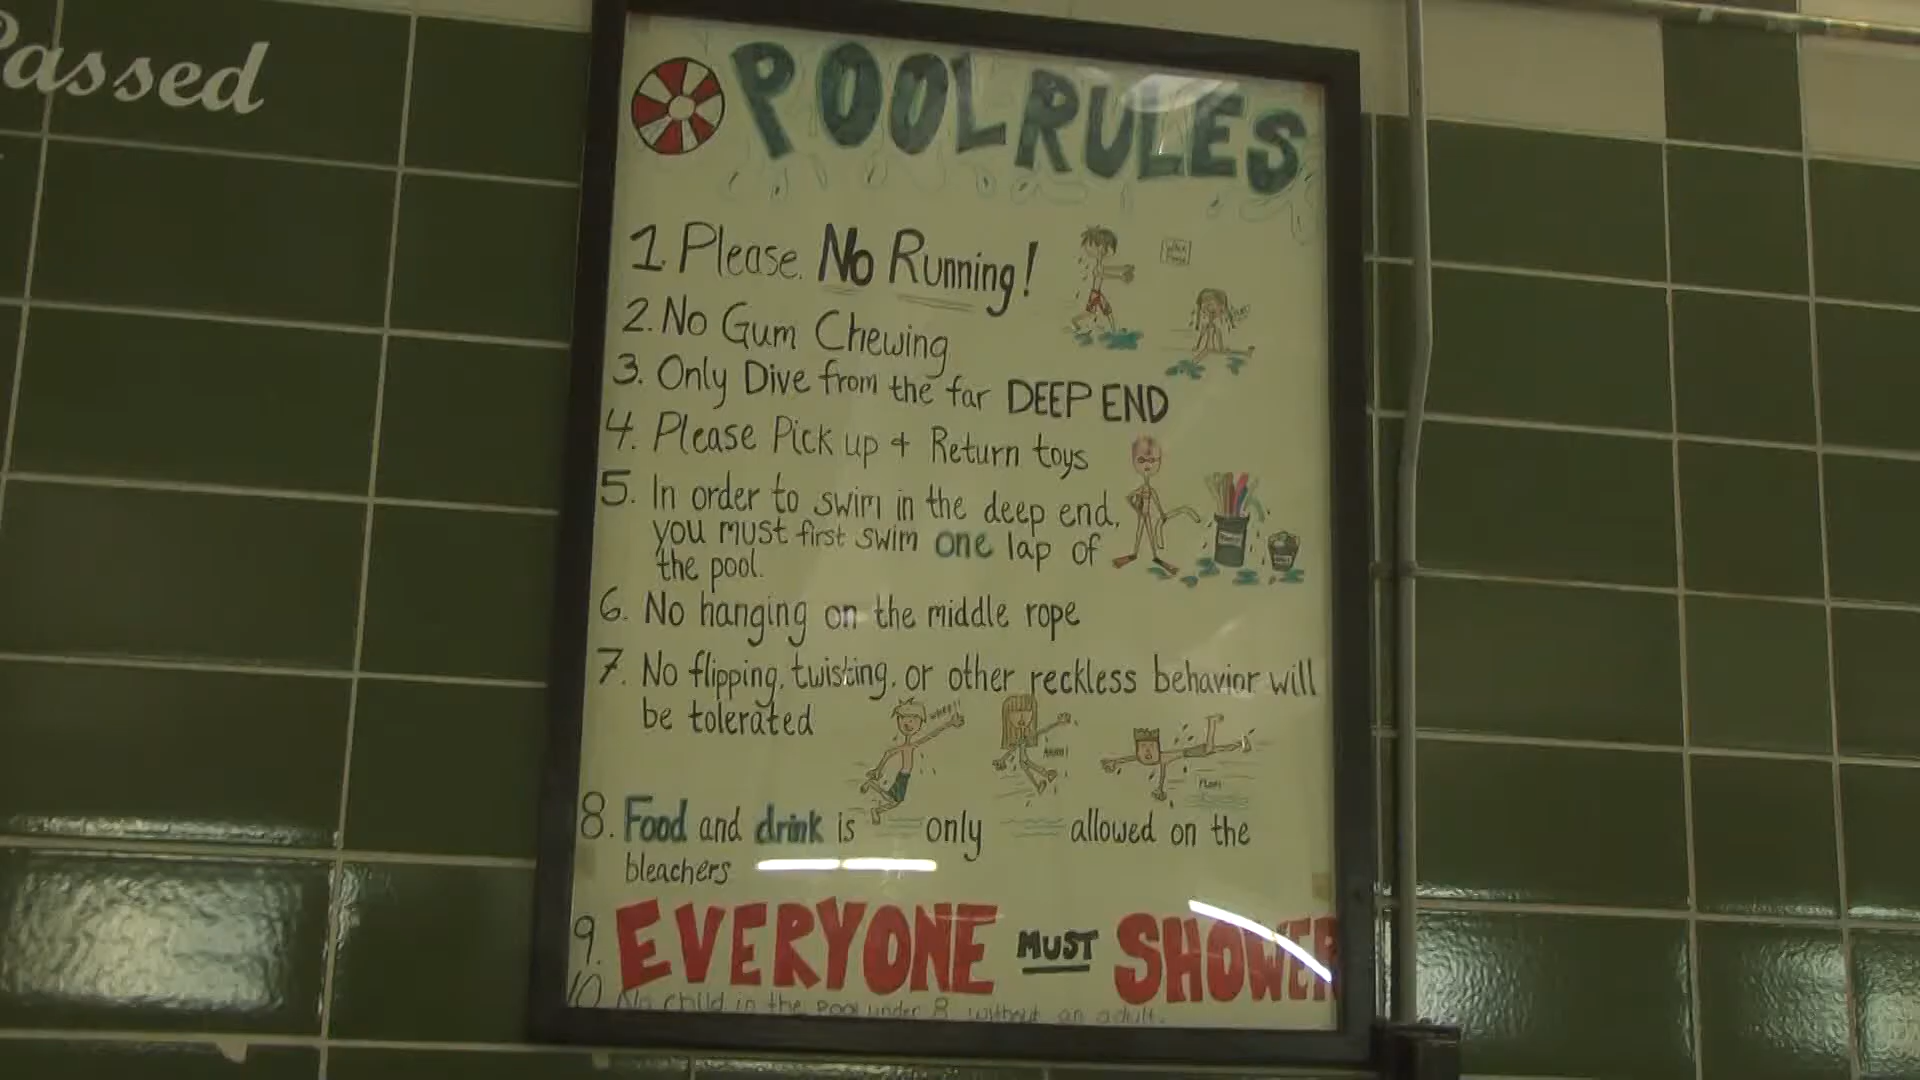 Passed
POOL RULES
1. Please No Running!
2. No Gum Chewing
3. Only Dive from the far DEEP END
4. Please Pick up + Return toys
5. In order to swim in the deep end,
you must first swim one lap of
the pool.
6. No hanging on the middle rope
7. No flipping, twisting, or other reckless behavior will
be tolerated
8. Food and drink is only allowed on the
bleachers
9. EVERYONE MUST SHOWER
10 No child in the pool under 8 without an adult.